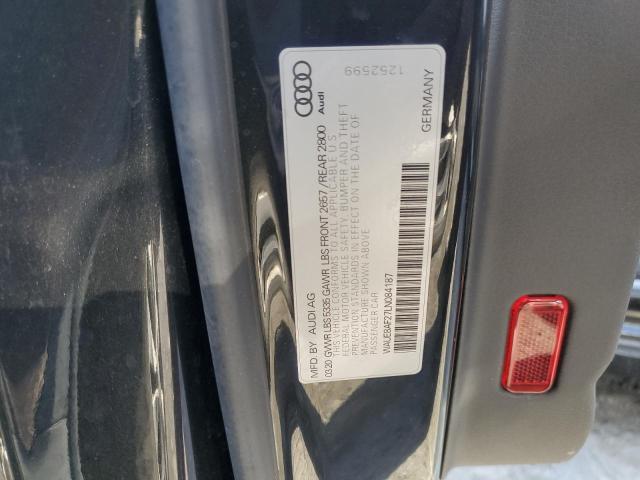 MFD. BY AUDI AG
03.20 GVWR LBS 5335 GAWR LBS FRONT 2657 / REAR 2800
THIS VEHICLE CONFORMS TO ALL APPLICABLE U.S.
FEDERAL MOTOR VEHICLE SAFETY, BUMPER AND THEFT
PREVENTION STANDARDS IN EFFECT ON THE DATE OF
MANUFACTURE SHOWN ABOVE
PASSENGER CAR
WAUE8AF27LN084187
Audi
1252599
GERMANY